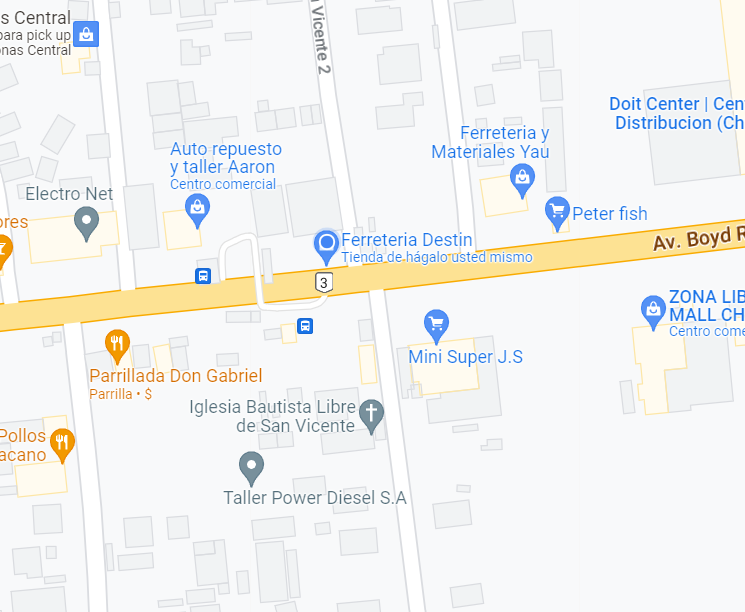 s Central
para pick up
onas Central
Vicente 2
Doit Center | Cen
Distribucion (Ch
Ferreteria y
Materiales Yau
Auto repuesto
y taller Aaron
Centro comercial
Electro Net
ores
Peter fish
Ferreteria Destin
Tienda de hágalo usted mismo
Av. Boyd R
3
ZONA LIB
MALL CH
Centro come
Mini Super J.S
Parrillada Don Gabriel
Parrilla • $
Iglesia Bautista Libre
de San Vicente
Pollos
acano
Taller Power Diesel S.A